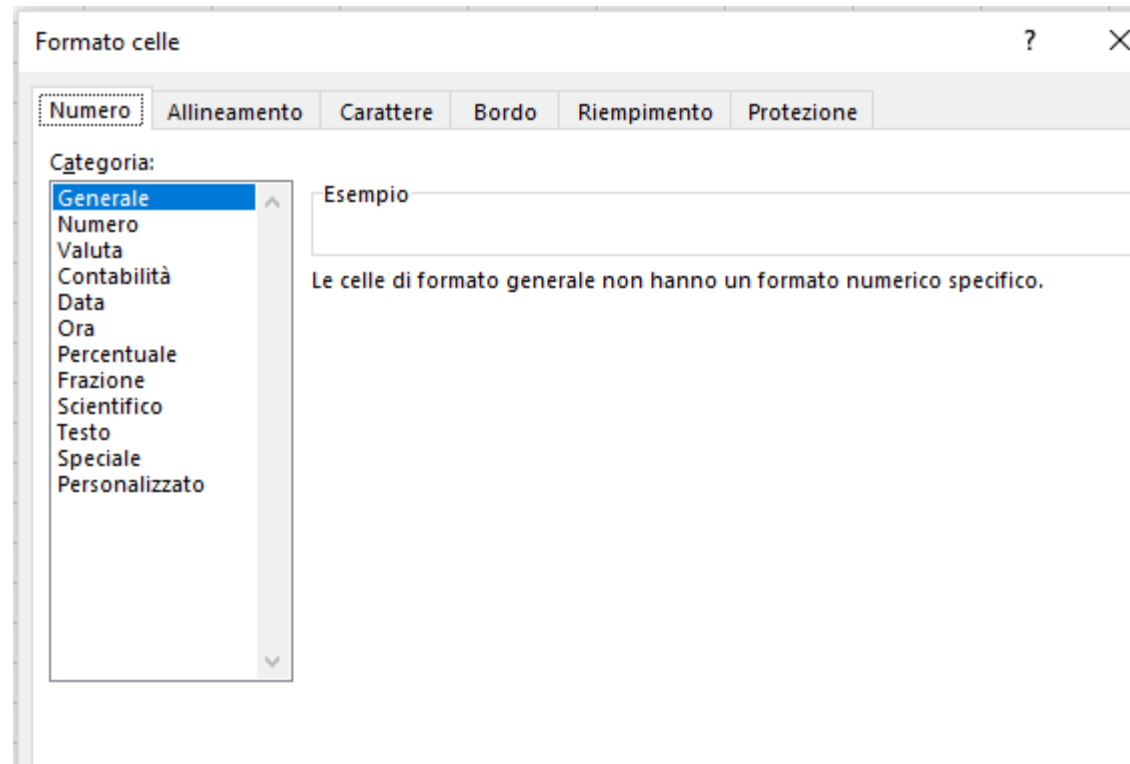 Formato celle ?
Numero Allineamento Carattere Bordo Riempimento Protezione
Categoria:
Generale
Numero
Valuta
Contabilità
Data
Ora
Percentuale
Frazione
Scientifico
Testo
Speciale
Personalizzato
Esempio
Le celle di formato generale non hanno un formato numerico specifico.